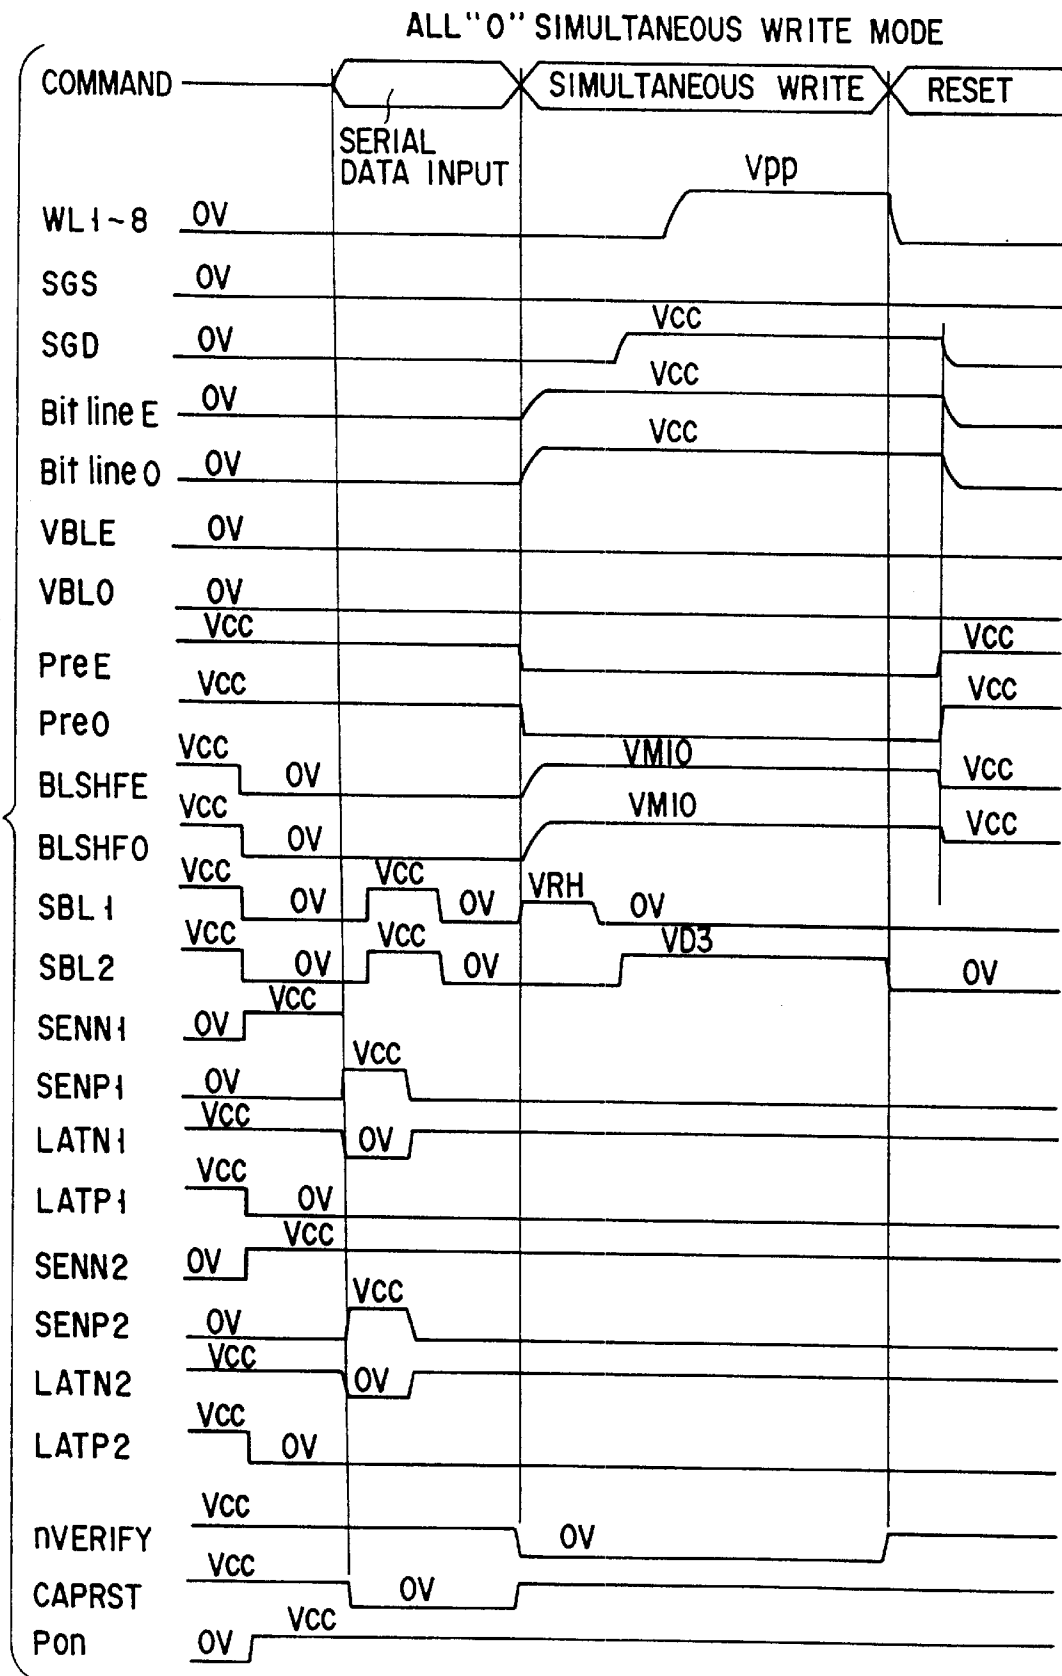 ALL "0" SIMULTANEOUS WRITE MODE
COMMAND SIMULTANEOUS WRITE RESET
SERIAL
DATA INPUT
Vpp
WL1~8 0V
SGS 0V
SGD 0V Vcc
Bit line E 0V Vcc
Bit line O 0V Vcc
VBLE 0V
VBLO 0V
PreE Vcc Vcc
PreO Vcc Vcc
BLSHFE Vcc 0V VM10 Vcc
BLSHFO Vcc 0V VM10 Vcc
SBL1 Vcc 0V Vcc 0V VRH 0V
SBL2 Vcc 0V Vcc 0V VD3 0V
SENN1 0V Vcc
SENP1 0V Vcc
LATN1 Vcc 0V
LATP1 Vcc 0V
SENN2 0V Vcc
SENP2 0V Vcc
LATN2 Vcc 0V
LATP2 Vcc 0V
nVERIFY Vcc 0V
CAPRST Vcc 0V
Pon 0V Vcc